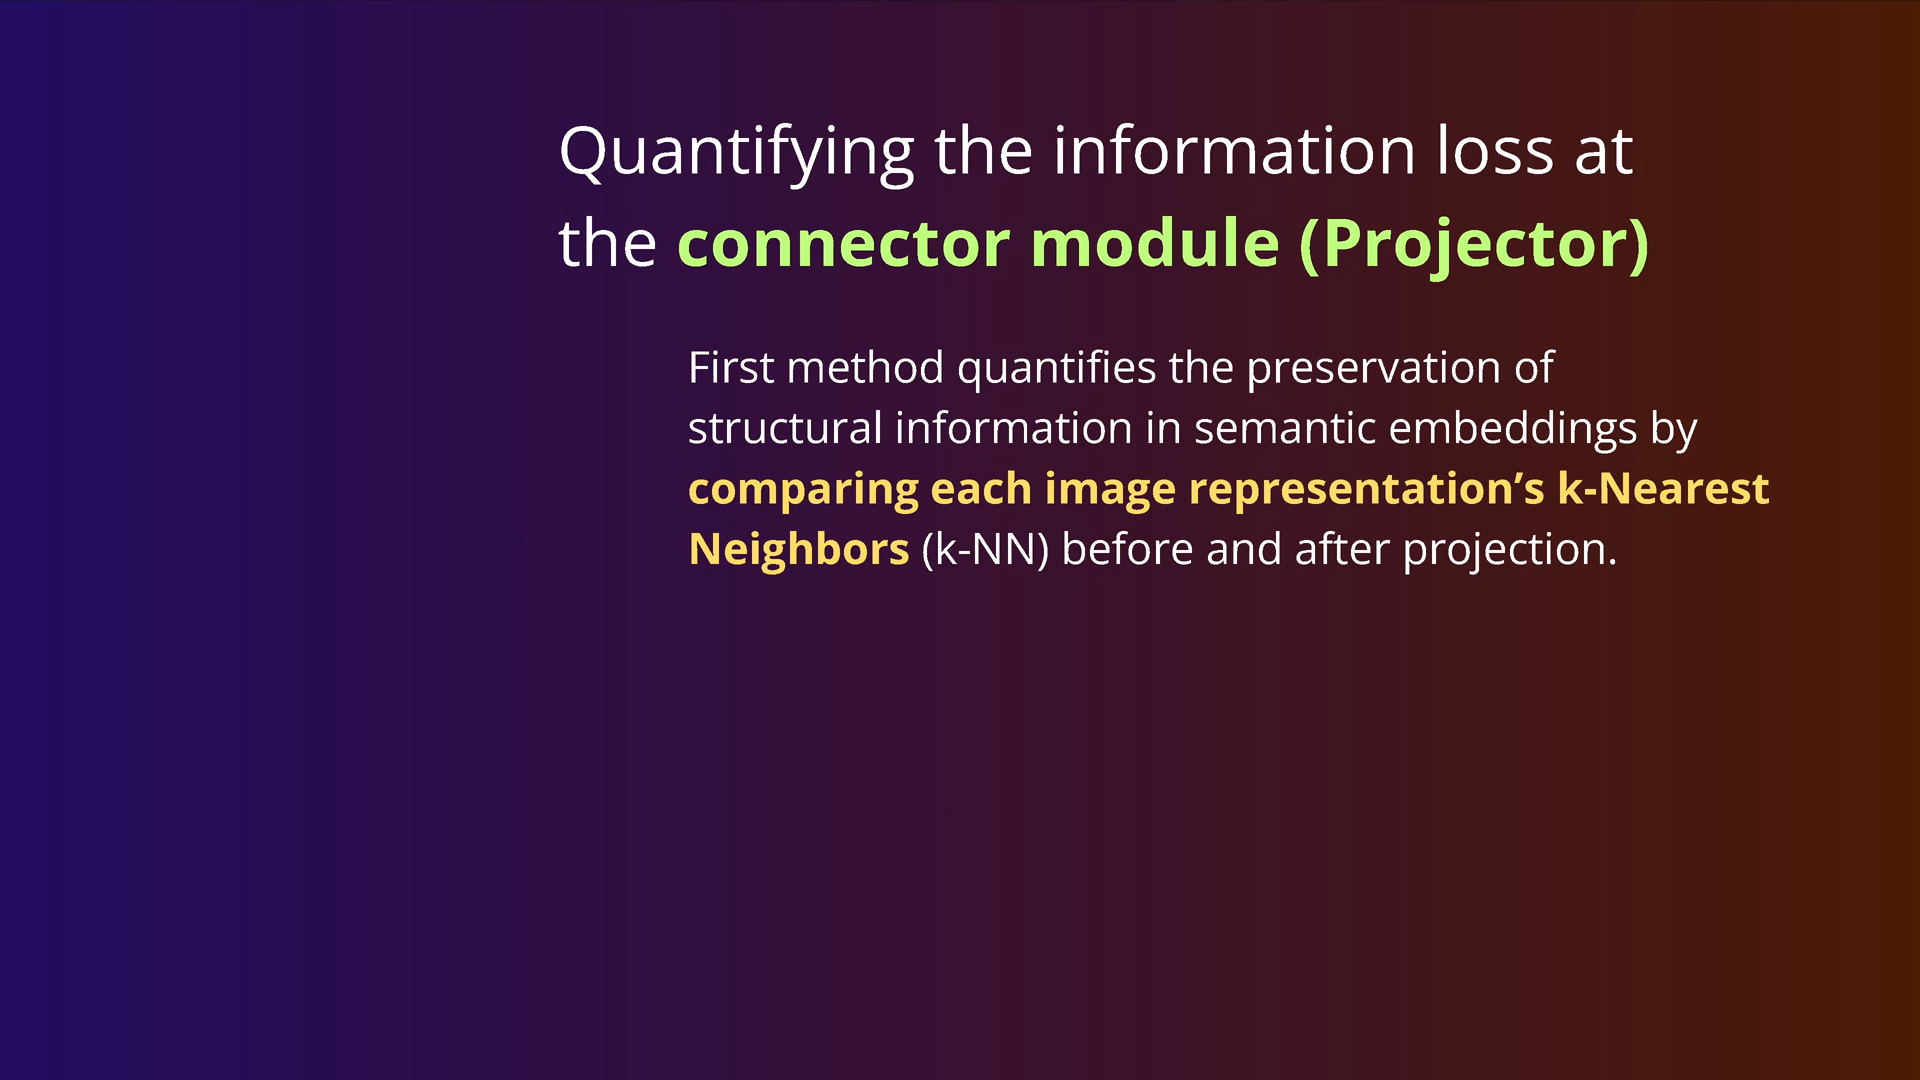 Quantifying the information loss at
the connector module (Projector)
First method quantifies the preservation of
structural information in semantic embeddings by
comparing each image representation’s k-Nearest
Neighbors (k-NN) before and after projection.